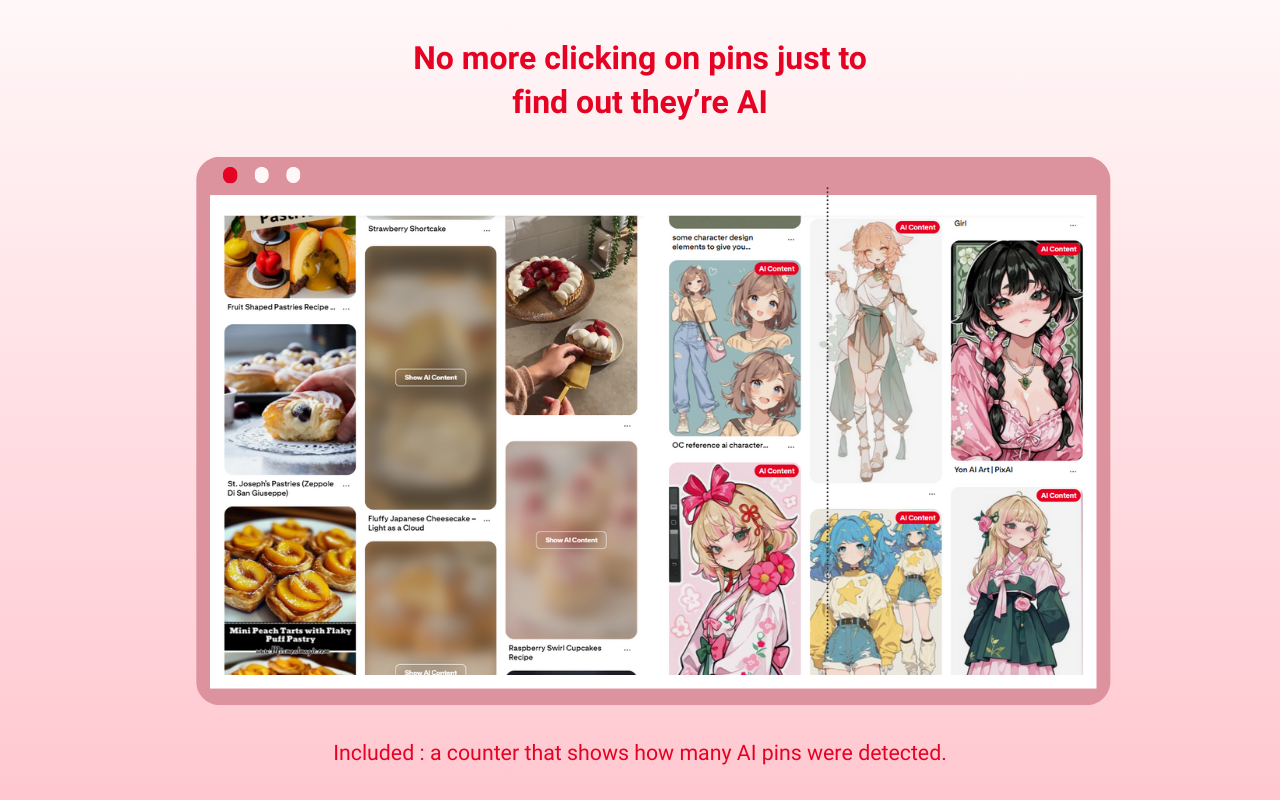 No more clicking on pins just to
find out they’re AI
Fruit Shaped Pastries Recipe ...
St. Joseph's Pastries (Zeppole
Di San Giuseppe)
Mini Peach Tarts with Flaky
Puff Pastry
Strawberry Shortcake
Show AI Content
Fluffy Japanese Cheesecake –
Light as a Cloud
Show AI Content
Show AI Content
Raspberry Swirl Cupcakes
Recipe
some character design
elements to give you...
AI Content
OC reference ai character...
AI Content
AI Content
AI Content
Girl
AI Content
Yon AI Art | PixAI
AI Content
Included : a counter that shows how many AI pins were detected.